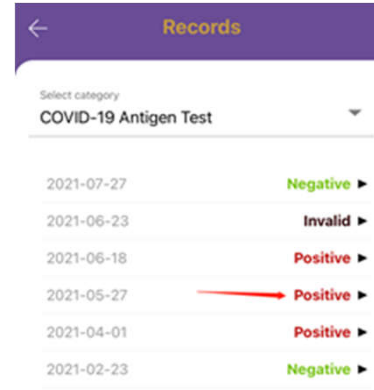 Records
Select category
COVID-19 Antigen Test
2021-07-27 Negative
2021-06-23 Invalid
2021-06-18 Positive
2021-05-27 Positive
2021-04-01 Positive
2021-02-23 Negative